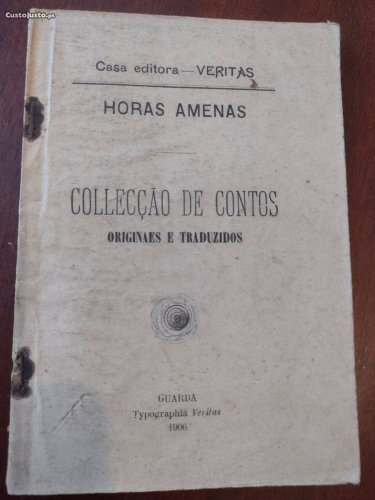 CustoJusto.pt
Casa editora — VERITAS
HORAS AMENAS
COLLECÇÃO DE CONTOS
ORIGINAES E TRADUZIDOS
GUARDA
Typographia Veritas
1906